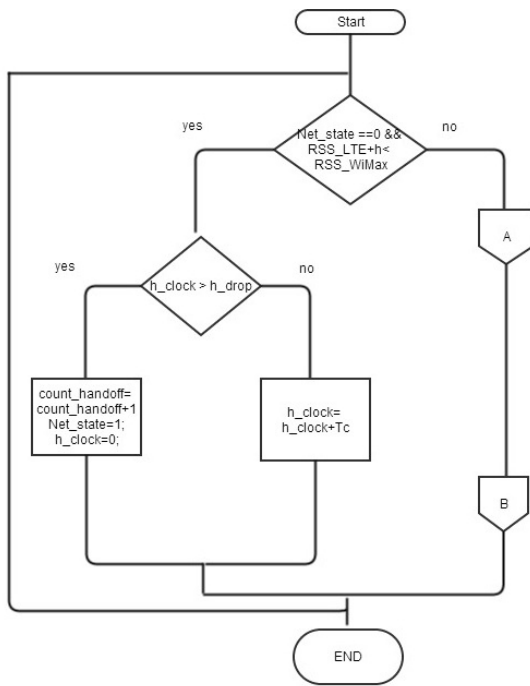 Start
Net_state ==0 &&
RSS_LTE+h<
RSS_WiMax
yes
no
A
h_clock > h_drop
yes
no
count_handoff=
count_handoff+1
Net_state=1;
h_clock=0;
h_clock=
h_clock+Tc
B
END